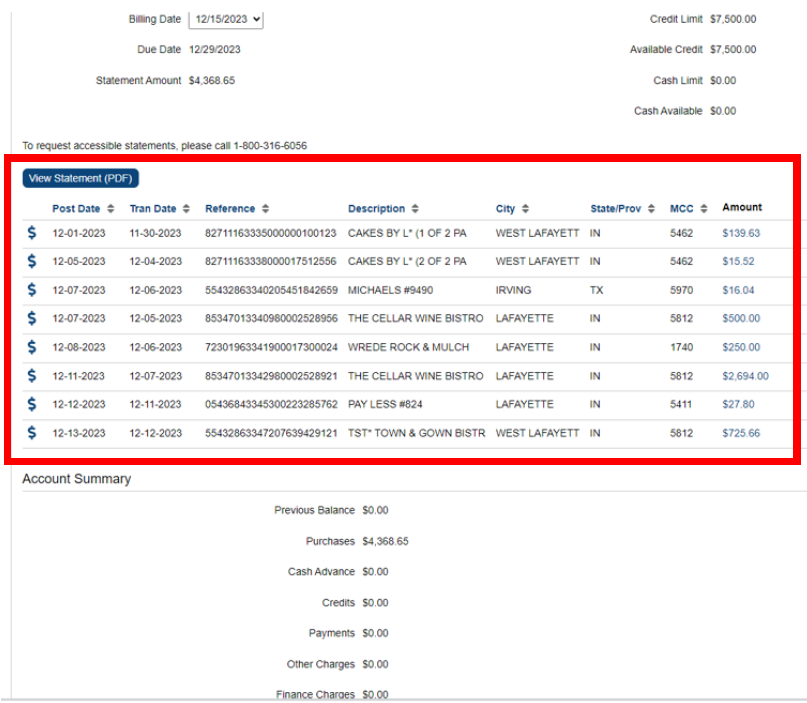 Billing Date 12/15/2023 Credit Limit $7,500.00
Due Date 12/29/2023 Available Credit $7,500.00
Statement Amount $4,368.65 Cash Limit $0.00
Cash Available $0.00
To request accessible statements, please call 1-800-316-6056
View Statement (PDF)
Post Date Tran Date Reference Description City State/Prov MCC Amount
$ 12-01-2023 11-30-2023 82711163335000000100123 CAKES BY L* (1 OF 2 PA WEST LAFAYETT IN 5462 $139.63
$ 12-05-2023 12-04-2023 82711163338000017512556 CAKES BY L* (2 OF 2 PA WEST LAFAYETT IN 5462 $15.52
$ 12-07-2023 12-06-2023 55432863340205451842659 MICHAELS #9490 IRVING TX 5970 $16.04
$ 12-07-2023 12-05-2023 85347013340980002528956 THE CELLAR WINE BISTRO LAFAYETTE IN 5812 $500.00
$ 12-08-2023 12-06-2023 72301963341900017300024 WREDE ROCK & MULCH LAFAYETTE IN 1740 $250.00
$ 12-11-2023 12-07-2023 85347013342980002528921 THE CELLAR WINE BISTRO LAFAYETTE IN 5812 $2,694.00
$ 12-12-2023 12-11-2023 05436843345300223285762 PAY LESS #824 LAFAYETTE IN 5411 $27.80
$ 12-13-2023 12-12-2023 55432863347207639429121 TST* TOWN & GOWN BISTR WEST LAFAYETT IN 5812 $725.66
Account Summary
Previous Balance $0.00
Purchases $4,368.65
Cash Advance $0.00
Credits $0.00
Payments $0.00
Other Charges $0.00
Finance Charges $0.00